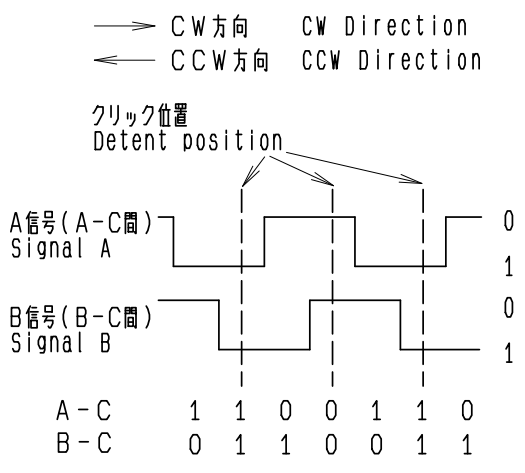 CW方向 CW Direction
CCW方向 CCW Direction
クリック位置
Detent position
A信号(A-C間) 0
Signal A 1
B信号(B-C間) 0
Signal B 1
A-C 1 1 0 0 1 1 0
B-C 0 1 1 0 0 1 1